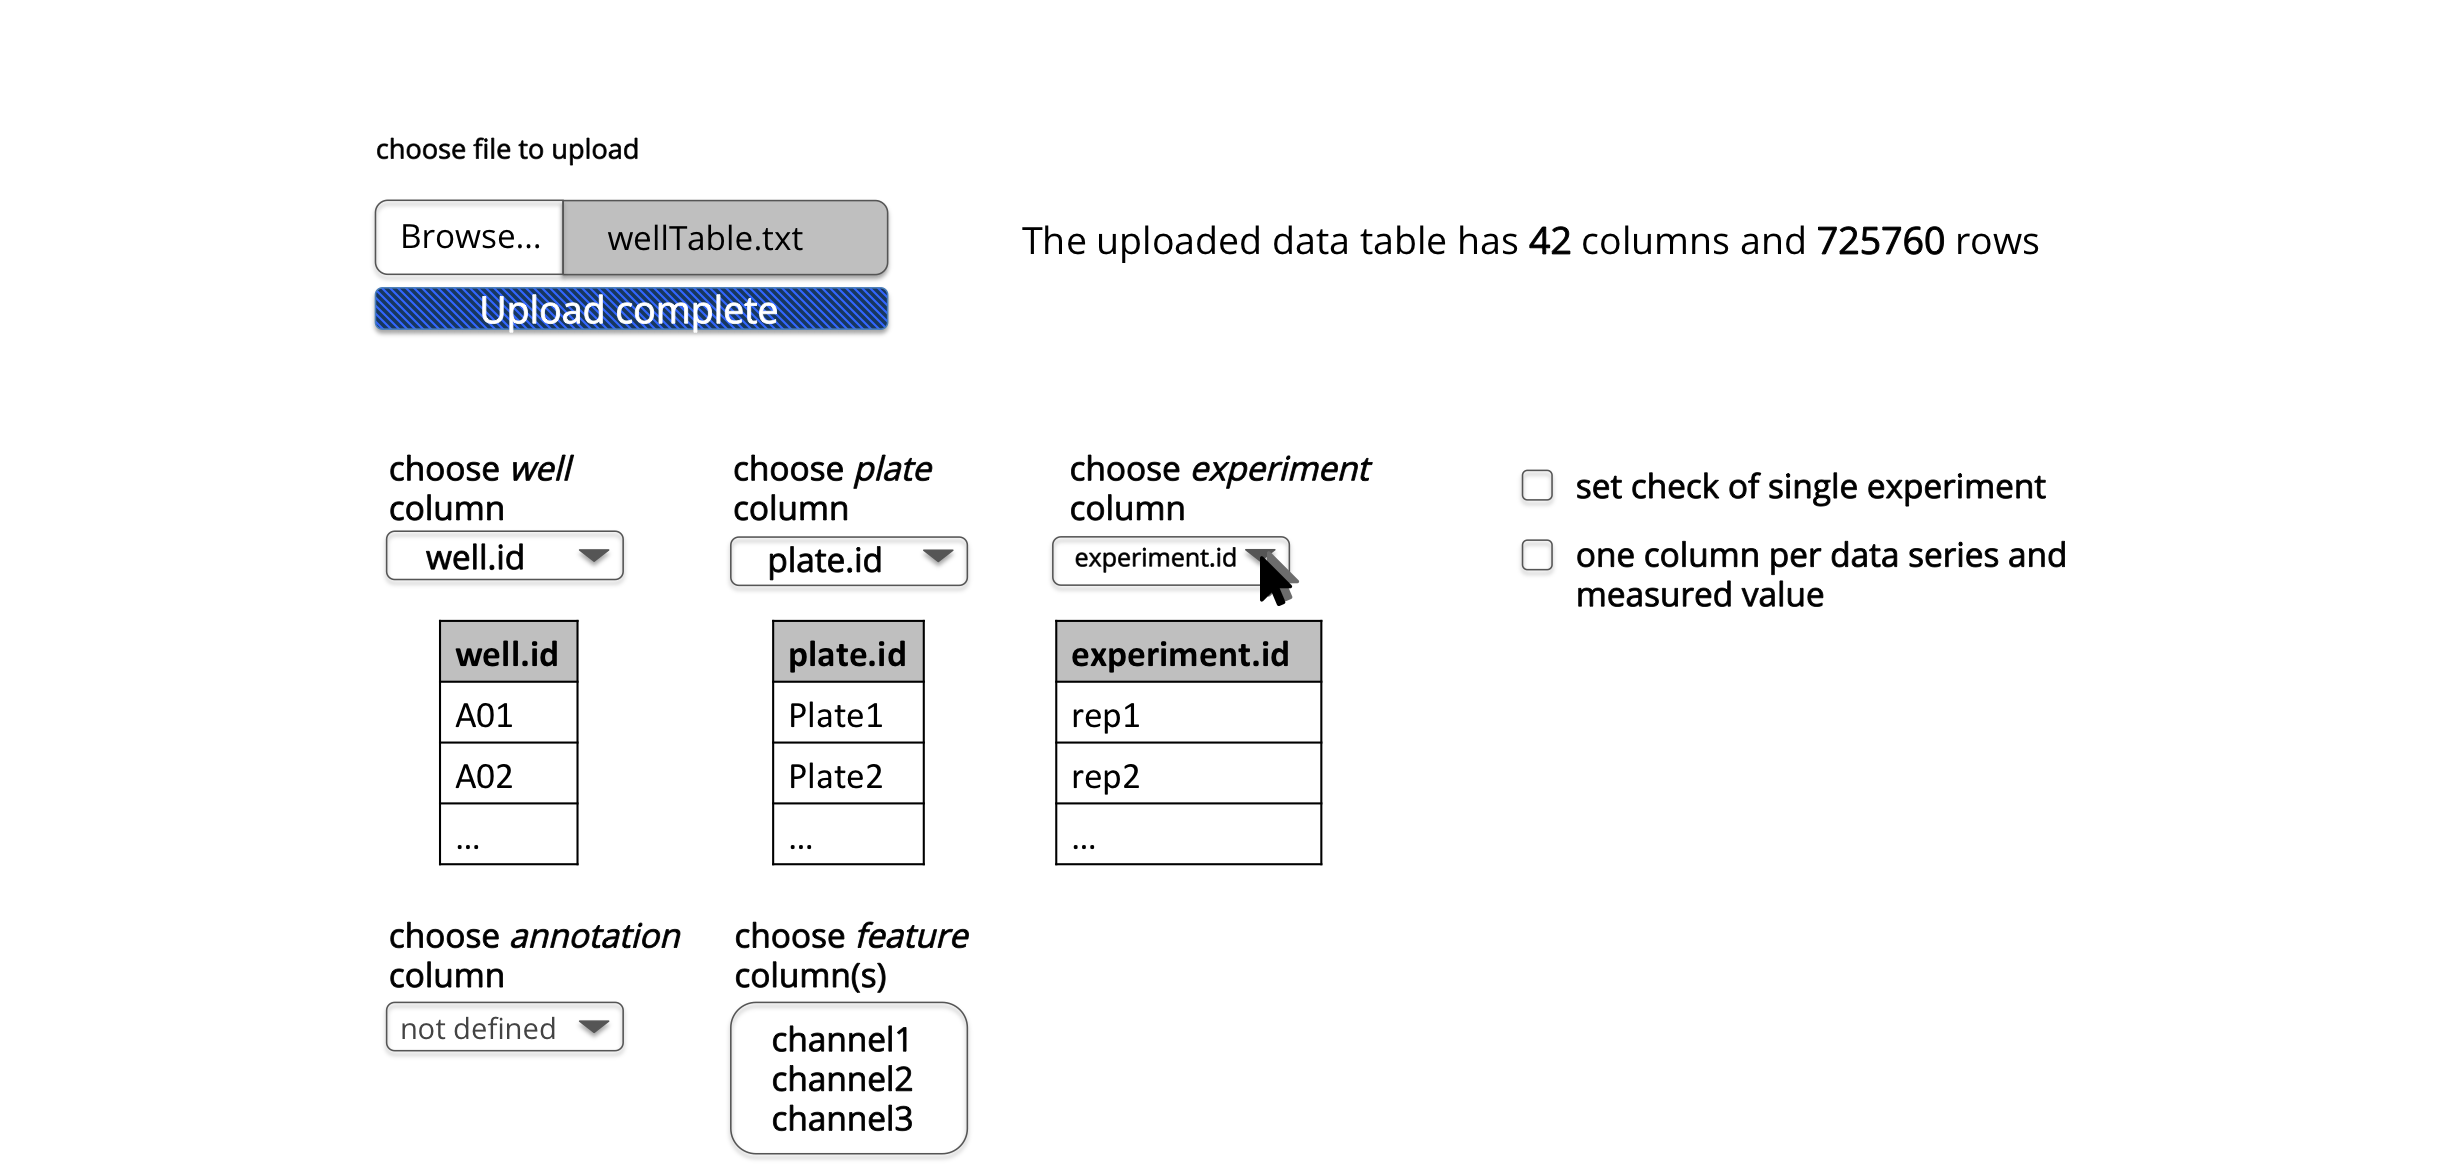 choose file to upload
Browse...
wellTable.txt
The uploaded data table has 42 columns and 725760 rows
Upload complete
choose well
column
well.id
choose plate
column
plate.id
choose experiment
column
experiment.id
set check of single experiment
one column per data series and
measured value
well.id
A01
A02
...
plate.id
Plate1
Plate2
...
experiment.id
rep1
rep2
...
choose annotation
column
not defined
choose feature
column(s)
channel1
channel2
channel3